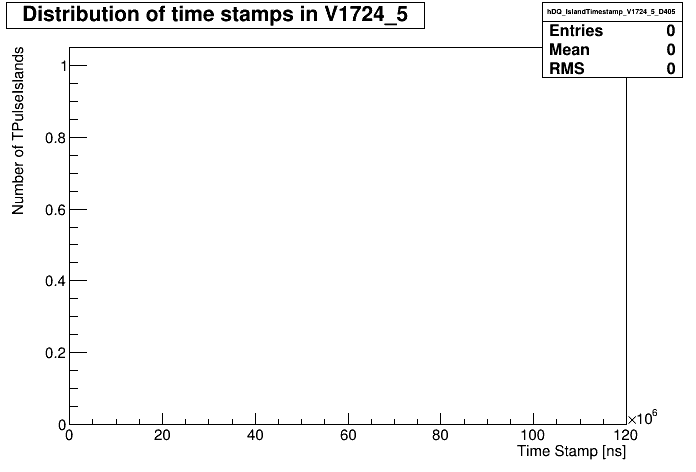 Distribution of time stamps in V1724_5
hDQ_IslandTimestamp_V1724_5_D405
Entries 0
Mean 0
RMS 0
Number of TPulseIslands
1
0.8
0.6
0.4
0.2
0
0 20 40 60 80 100 120
×10⁶
Time Stamp [ns]